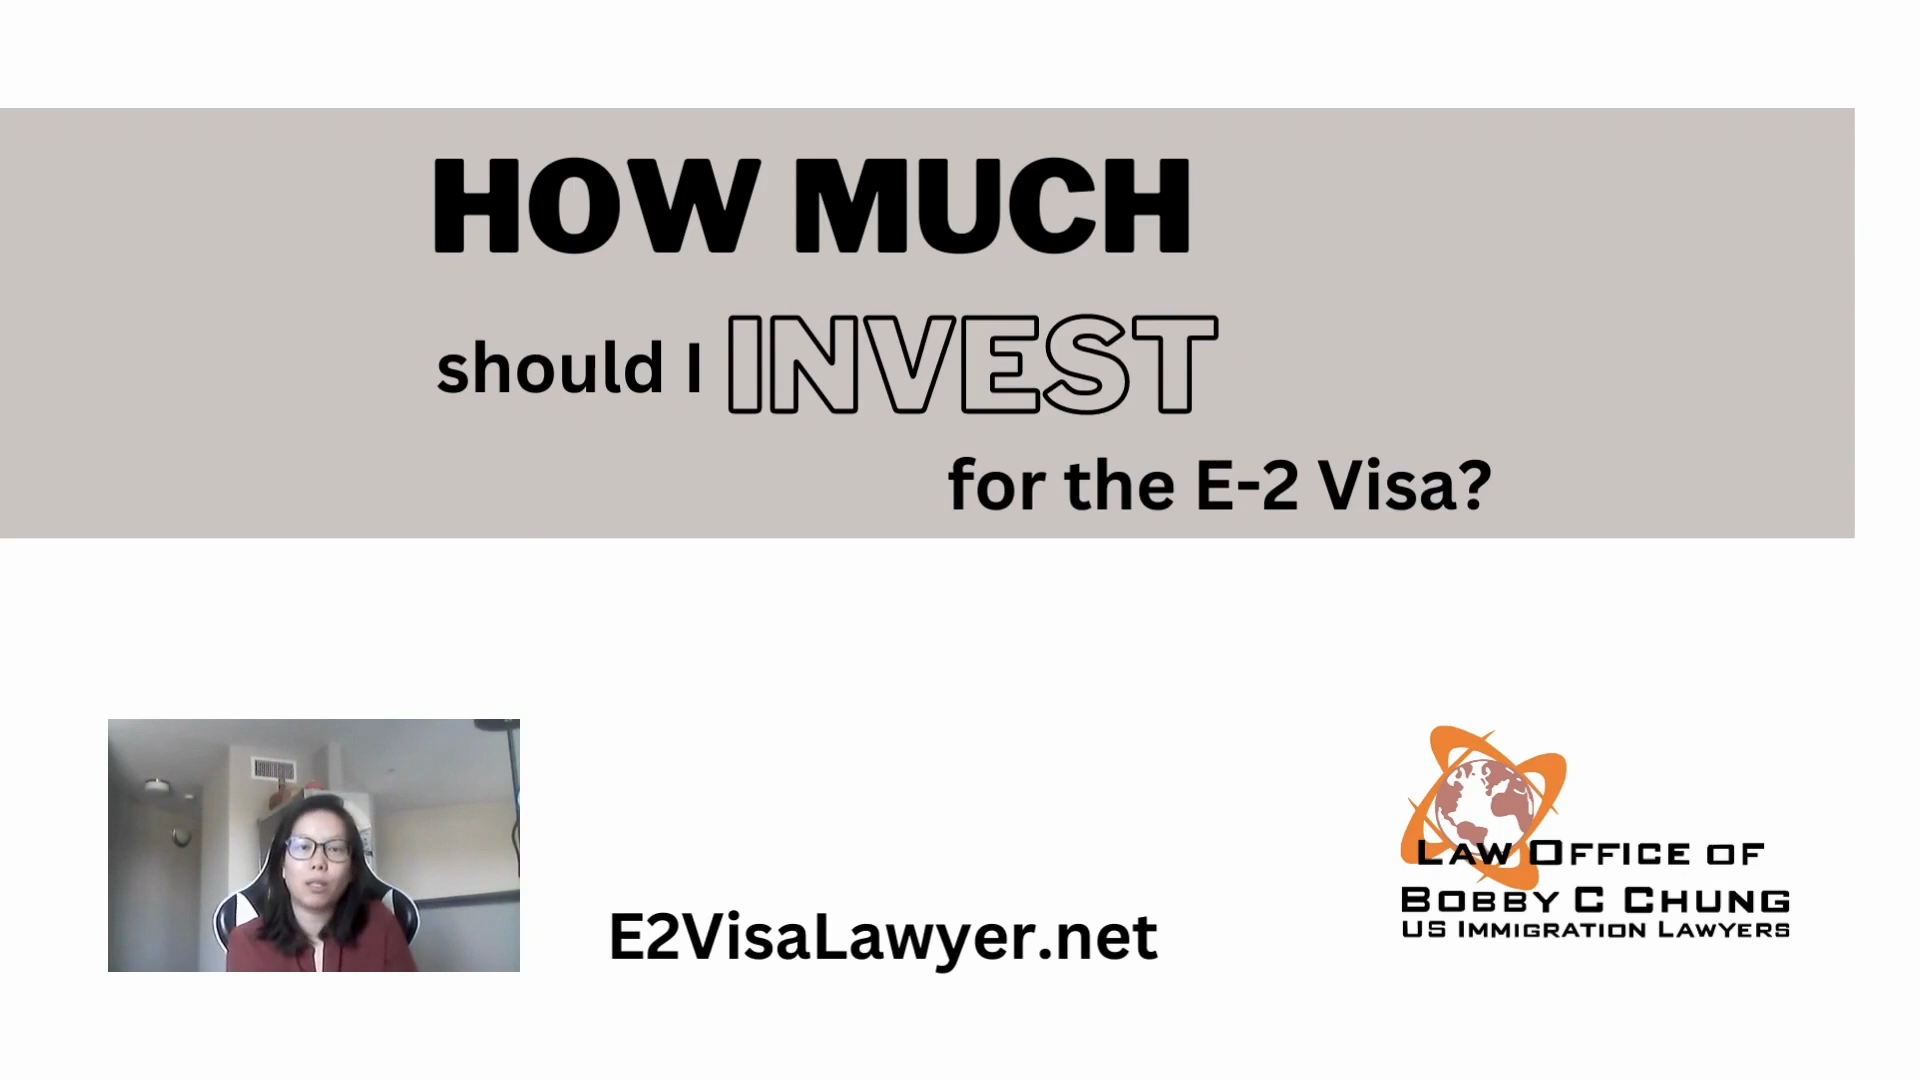 HOW MUCH
should I INVEST
for the E-2 Visa?
E2VisaLawyer.net
LAW OFFICE OF
BOBBY C CHUNG
US IMMIGRATION LAWYERS